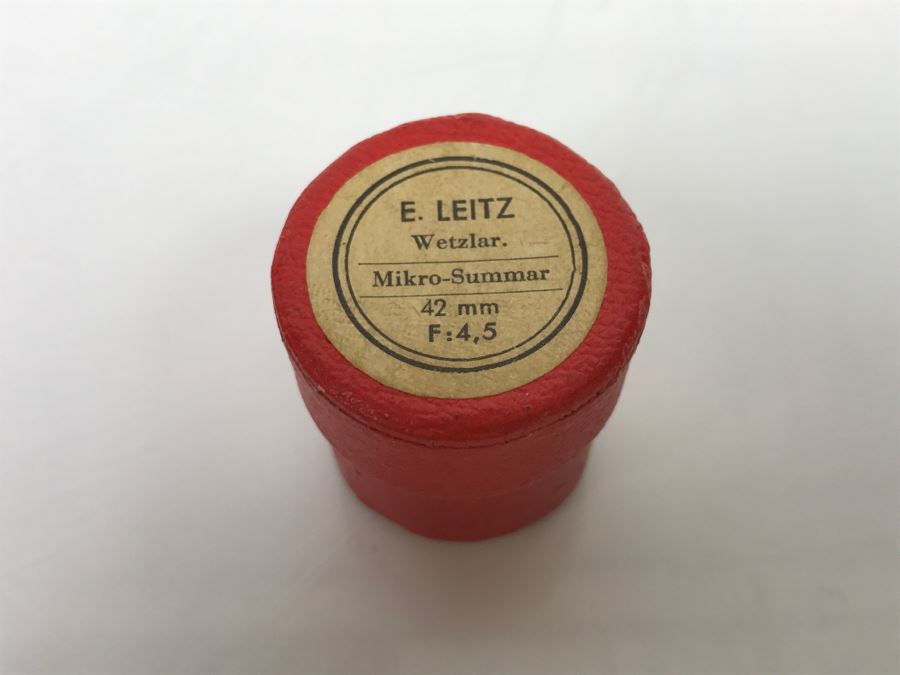 E. LEITZ
Wetzlar.
Mikro-Summar
42 mm
F:4,5